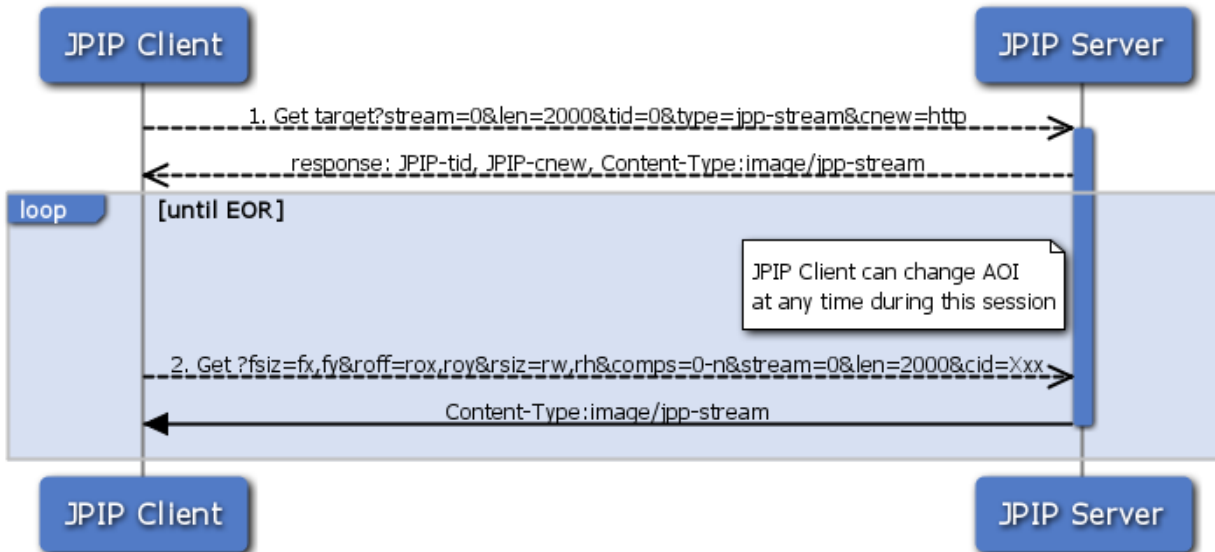 JPIP Client
JPIP Server
1. Get target?stream=0&len=2000&tid=0&type=jpp-stream&cnew=http
response: JPIP-tid, JPIP-cnew, Content-Type:image/jpp-stream
loop
[until EOR]
JPIP Client can change AOI
at any time during this session
2. Get ?fsiz=fx,fy&roff=rox,roy&rsiz=rw,rh&comps=0-n&stream=0&len=2000&cid=Xxx
Content-Type:image/jpp-stream
JPIP Client
JPIP Server